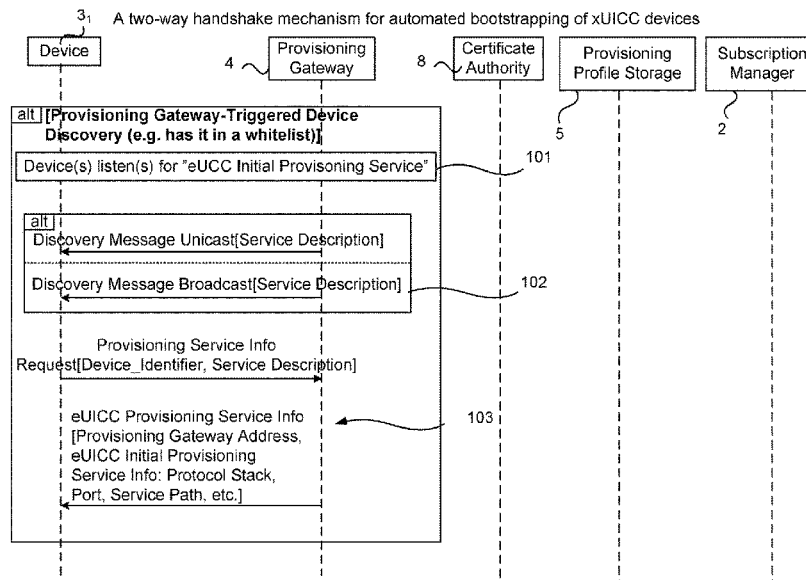 A two-way handshake mechanism for automated bootstrapping of xUICC devices
3₁
Device
4
Provisioning
Gateway
8
Certificate
Authority
Provisioning
Profile Storage
5
Subscription
Manager
2
alt
[Provisioning Gateway-Triggered Device
Discovery (e.g. has it in a whitelist)]
Device(s) listen(s) for "eUCC Initial Provisoning Service"
101
alt
Discovery Message Unicast[Service Description]
Discovery Message Broadcast[Service Description]
102
Provisioning Service Info
Request[Device_Identifier, Service Description]
eUICC Provisioning Service Info
[Provisioning Gateway Address,
eUICC Initial Provisioning
Service Info: Protocol Stack,
Port, Service Path, etc.]
103